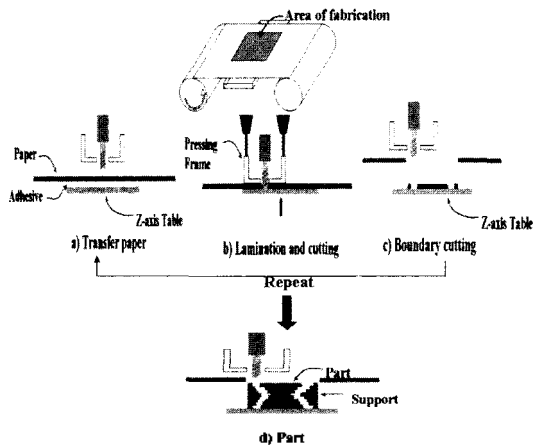 Area of fabrication
Pressing
Frame
Paper
Adhesive
Z-axis Table
Z-axis Table
a) Transfer paper
b) Lamination and cutting
c) Boundary cutting
Repeat
Part
Support
d) Part